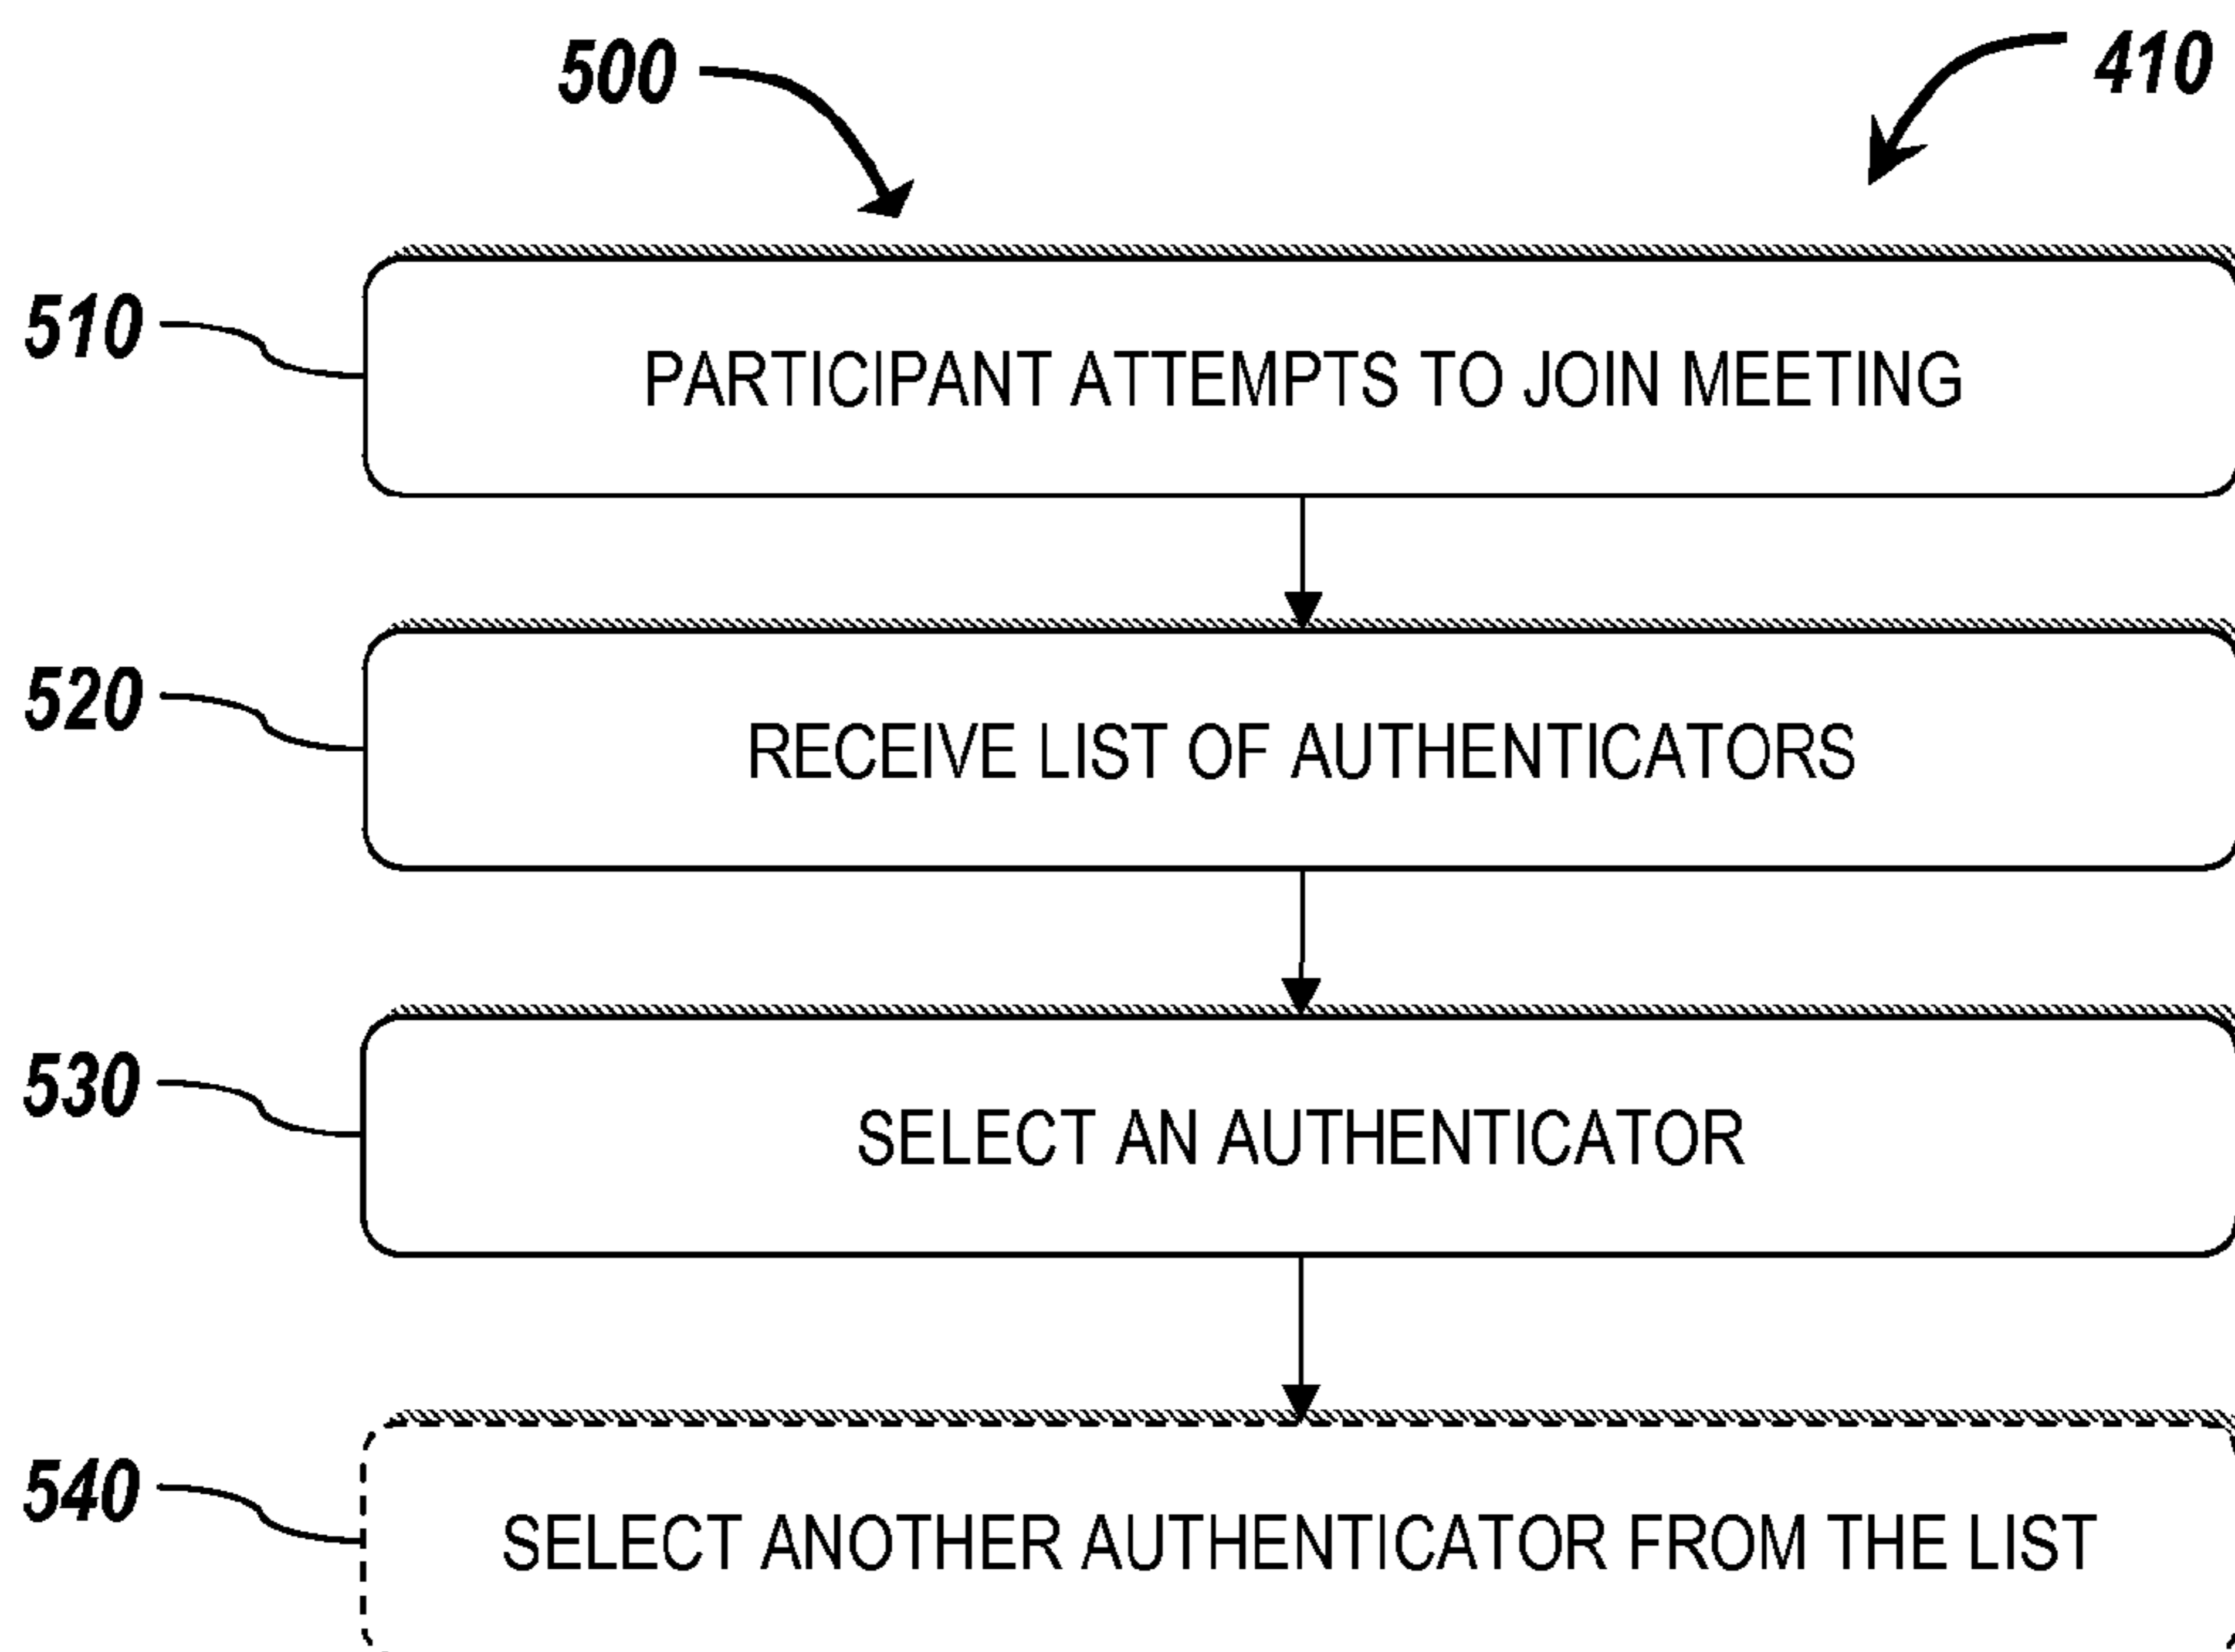 500
410
510
PARTICIPANT ATTEMPTS TO JOIN MEETING
520
RECEIVE LIST OF AUTHENTICATORS
530
SELECT AN AUTHENTICATOR
540
SELECT ANOTHER AUTHENTICATOR FROM THE LIST